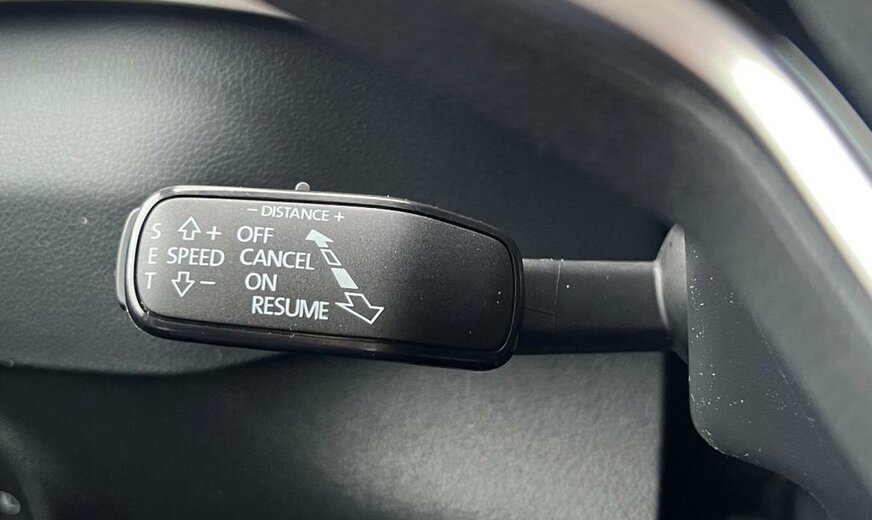 − DISTANCE +
S + OFF
E SPEED CANCEL
T − ON
RESUME